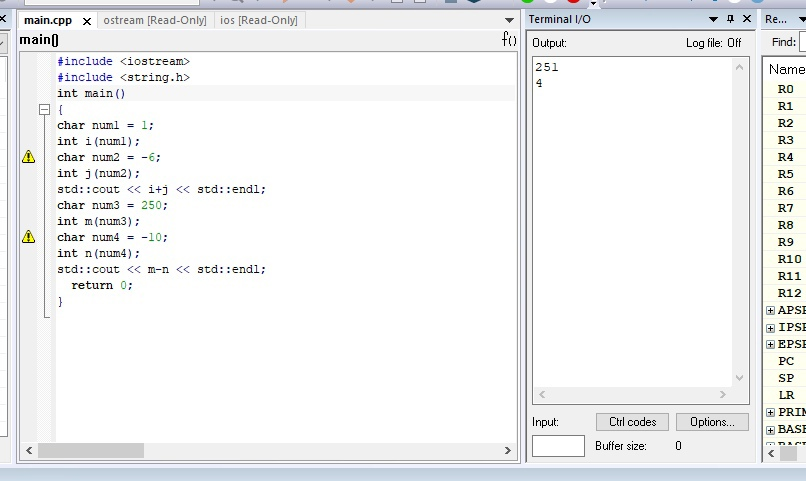 main.cpp ostream [Read-Only] ios [Read-Only]
main() f()
#include <iostream>
#include <string.h>
int main()
{
char num1 = 1;
int i(num1);
char num2 = -6;
int j(num2);
std::cout << i+j << std::endl;
char num3 = 250;
int m(num3);
char num4 = -10;
int n(num4);
std::cout << m-n << std::endl;
return 0;
}
Terminal I/O
Output: Log file: Off
251
4
Input: Ctrl codes Options...
Buffer size: 0
Re...
Find:
Name
R0
R1
R2
R3
R4
R5
R6
R7
R8
R9
R10
R11
R12
APSR
IPSR
EPSR
PC
SP
LR
PRIM
BASE